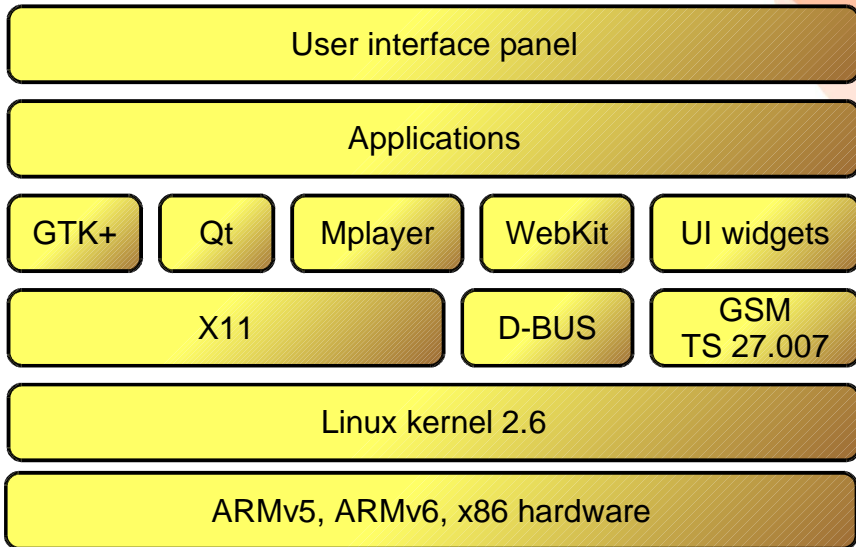 User interface panel
Applications
GTK+
Qt
Mplayer
WebKit
UI widgets
X11
D-BUS
GSM
TS 27.007
Linux kernel 2.6
ARMv5, ARMv6, x86 hardware